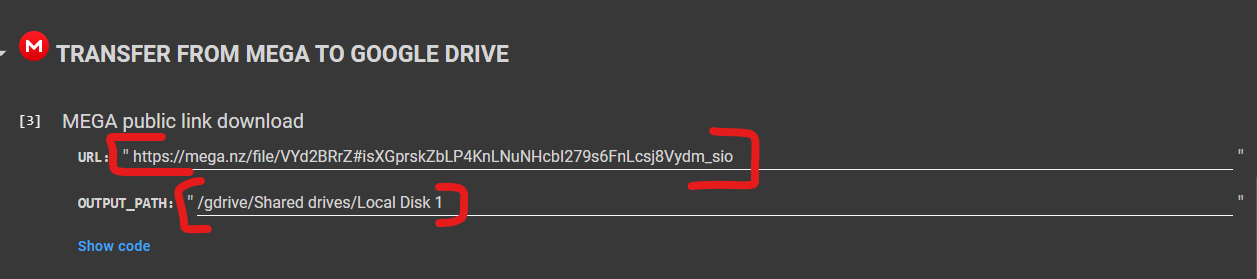 M TRANSFER FROM MEGA TO GOOGLE DRIVE
[3] MEGA public link download
URL: " https://mega.nz/file/VYd2BRrZ#isXGprskZbLP4KnLNuNHcbI279s6FnLcsj8Vydm_sio "
OUTPUT_PATH: " /gdrive/Shared drives/Local Disk 1 "
Show code